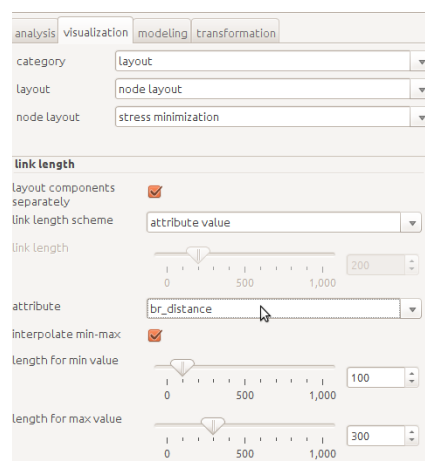 analysis visualization modeling transformation
category layout
layout node layout
node layout stress minimization
link length
layout components
separately
link length scheme attribute value
link length 200
0 500 1,000
attribute br_distance
interpolate min-max
length for min value
100
0 500 1,000
length for max value
300
0 500 1,000